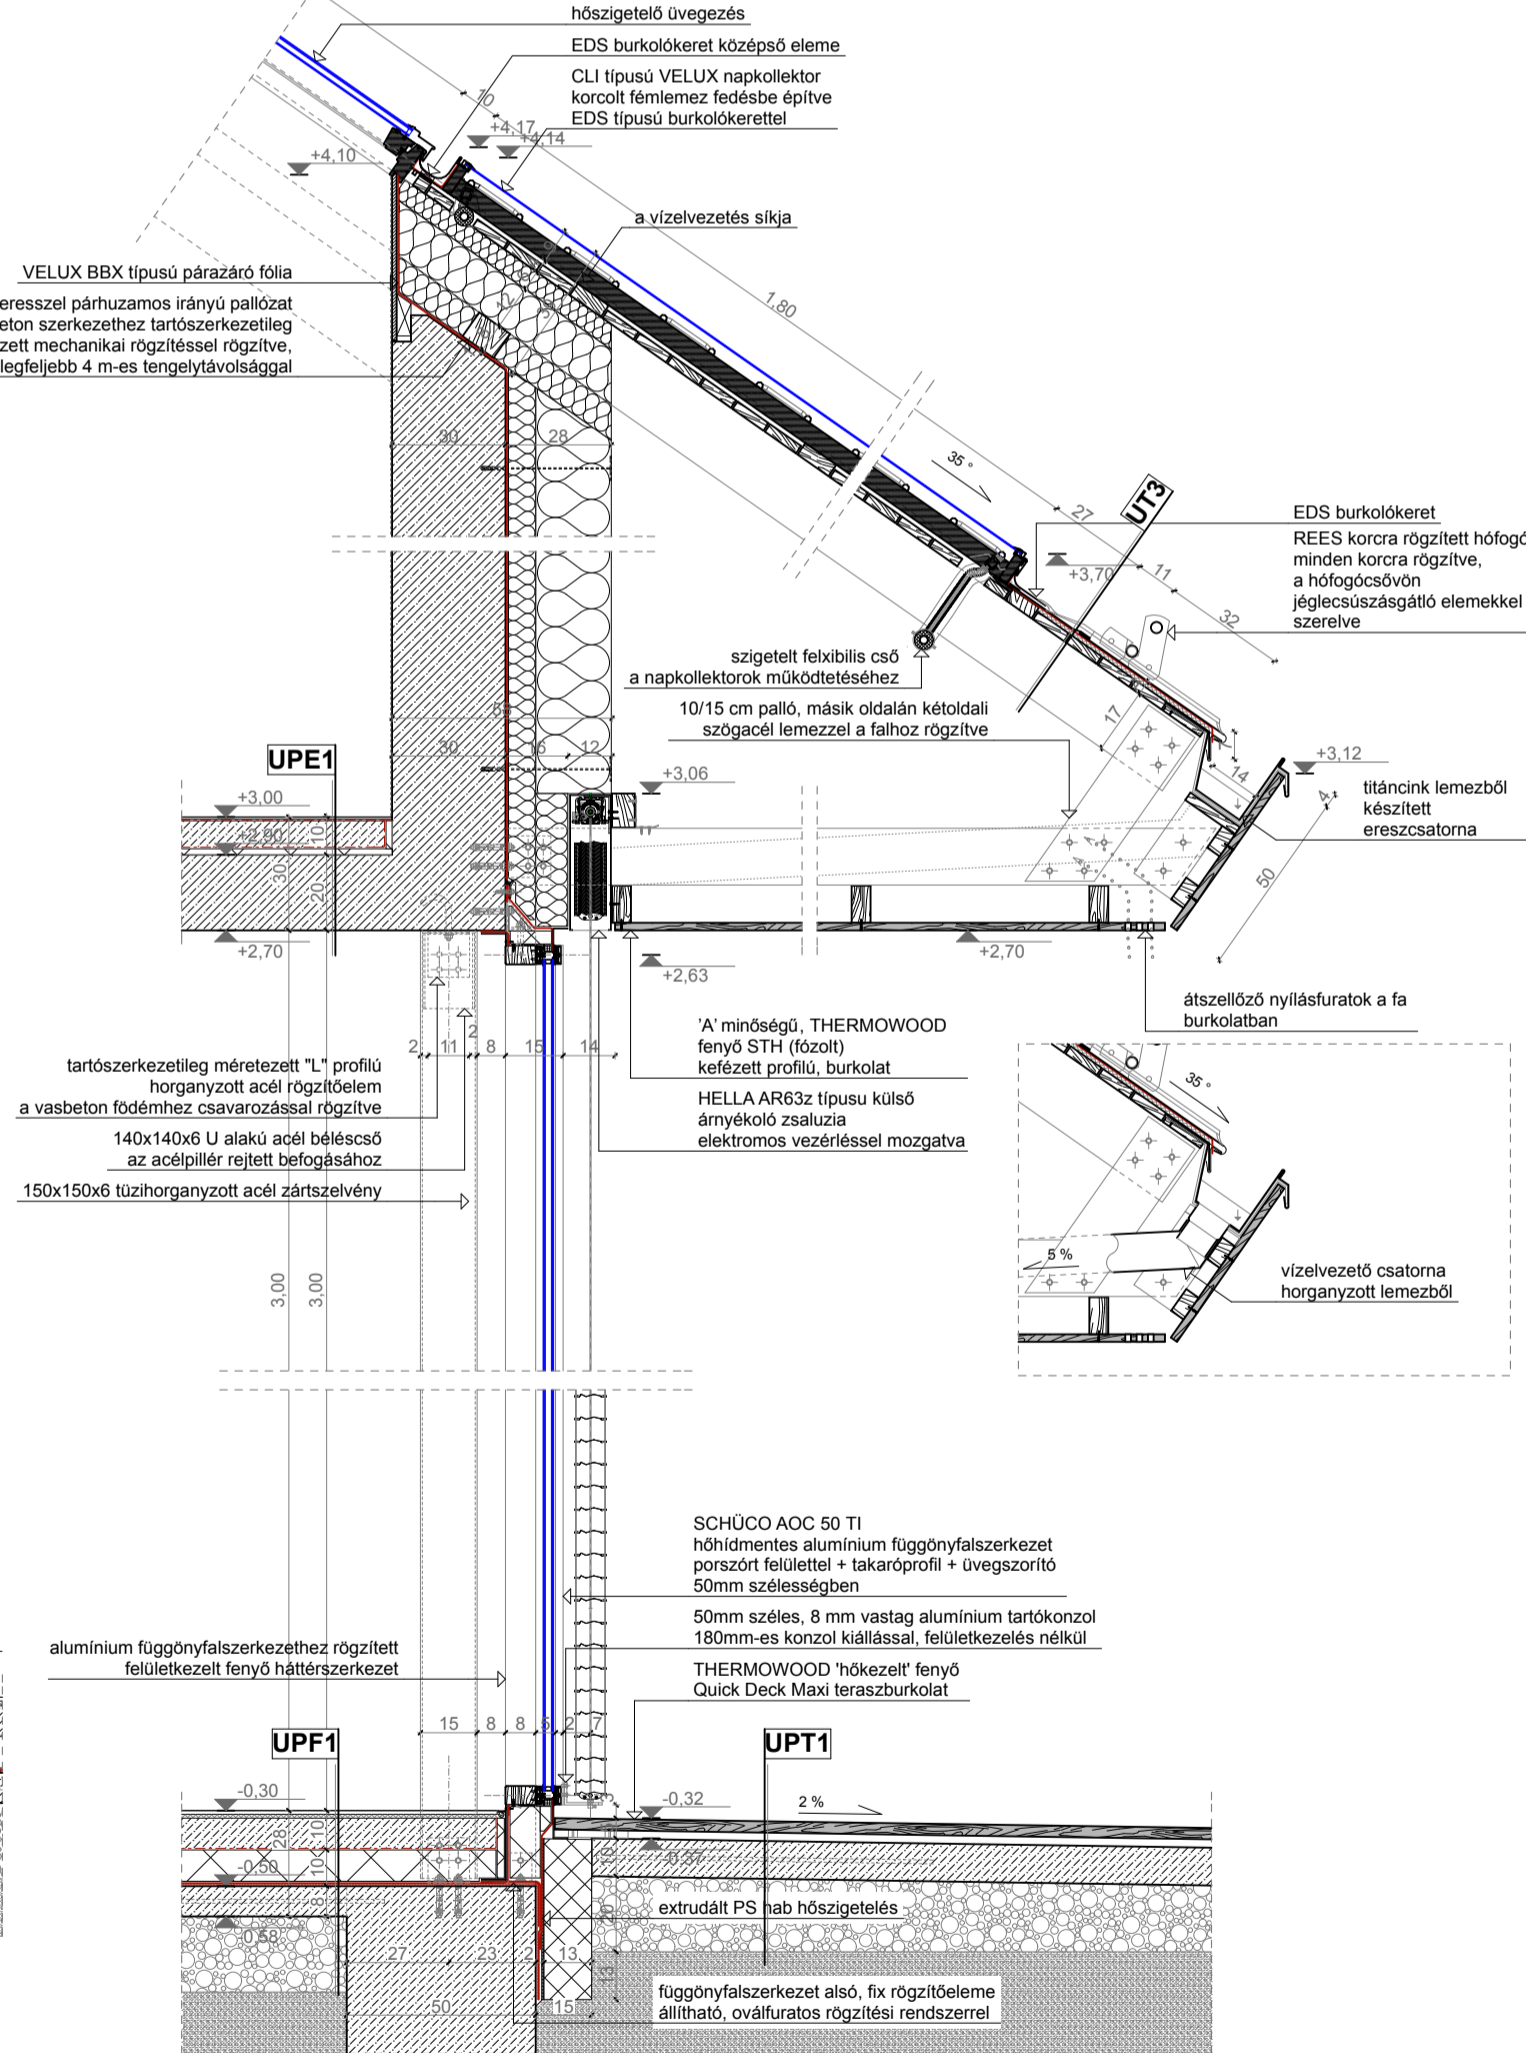 hőszigetelő üvegezés
EDS burkolókeret középső eleme
CLI típusú VELUX napkollektor
korcolt fémlemez fedésbe építve
EDS típusú burkolókerettel
10
+4,17
+4,14
+4,10
a vízelvezetés síkja
VELUX BBX típusú párazáró fólia
eresszel párhuzamos irányú pallózat
eton szerkezethez tartószerkezetileg
zett mechanikai rögzítéssel rögzítve,
legfeljebb 4 m-es tengelytávolsággal
12
1,80
30
28
35 °
UT3
27
11
32
+3,70
EDS burkolókeret
REES korcra rögzített hófogó
minden korcra rögzítve,
a hófogócsövön
jéglecsúszásgátló elemekkel
szerelve
szigetelt felxibilis cső
a napkollektorok működtetéséhez
10/15 cm palló, másik oldalán kétoldali
szögacél lemezzel a falhoz rögzítve
17
58
30
16
12
UPE1
+3,00
+2,90
10
30
20
+2,70
+3,06
+3,12
14
4
50
titáncink lemezből
készített
ereszcsatorna
+2,63
+2,70
átszellőző nyílásfuratok a fa
burkolatban
2
11
2
8
15
14
'A' minőségű, THERMOWOOD
fenyő STH (fózolt)
kefézett profilú, burkolat
HELLA AR63z típusu külső
árnyékoló zsaluzia
elektromos vezérléssel mozgatva
tartószerkezetileg méretezett "L" profilú
horganyzott acél rögzítőelem
a vasbeton födémhez csavarozással rögzítve
140x140x6 U alakú acél béléscső
az acélpillér rejtett befogásához
150x150x6 tüzihorganyzott acél zártszelvény
35 °
5 %
vízelvezető csatorna
horganyzott lemezből
3,00
3,00
SCHÜCO AOC 50 TI
hőhídmentes alumínium függönyfalszerkezet
porszórt felülettel + takaróprofil + üvegszorító
50mm szélességben
50mm széles, 8 mm vastag alumínium tartókonzol
180mm-es konzol kiállással, felületkezelés nélkül
THERMOWOOD 'hőkezelt' fenyő
Quick Deck Maxi teraszburkolat
alumínium függönyfalszerkezethez rögzített
felületkezelt fenyő háttérszerkezet
15
8
8
5
2
7
UPF1
UPT1
-0,30
-0,32
2 %
3
28
10
10
8
-0,50
-0,58
-0,37
10
20
13
extrudált PS hab hőszigetelés
27
23
2
13
50
15
függönyfalszerkezet alsó, fix rögzítőeleme
állítható, oválfuratos rögzítési rendszerrel